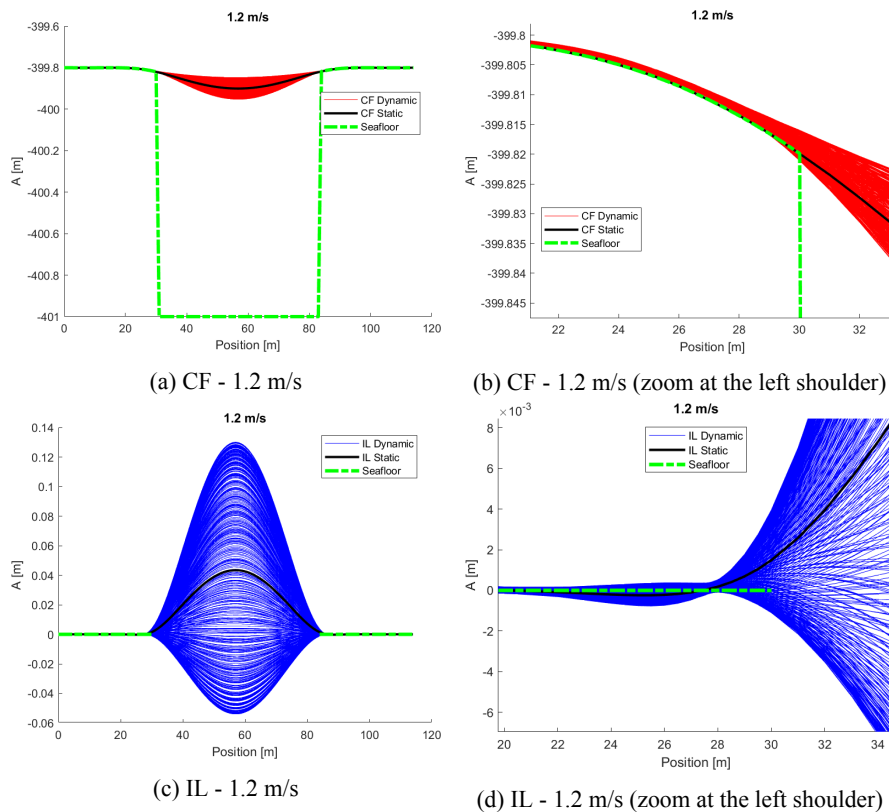 1.2 m/s
-399.6
-399.8
-400
-400.2
-400.4
-400.6
-400.8
-401
A [m]
0 20 40 60 80 100 120
Position [m]
CF Dynamic
CF Static
Seafloor
(a) CF - 1.2 m/s
1.2 m/s
-399.8
-399.805
-399.81
-399.815
-399.82
-399.825
-399.83
-399.835
-399.84
-399.845
A [m]
22 24 26 28 30 32
Position [m]
CF Dynamic
CF Static
Seafloor
(b) CF - 1.2 m/s (zoom at the left shoulder)
1.2 m/s
0.14
0.12
0.1
0.08
0.06
0.04
0.02
0
-0.02
-0.04
-0.06
A [m]
0 20 40 60 80 100 120
Position [m]
IL Dynamic
IL Static
Seafloor
(c) IL - 1.2 m/s
×10⁻³
1.2 m/s
8
6
4
2
0
-2
-4
-6
A [m]
20 22 24 26 28 30 32 34
Position [m]
IL Dynamic
IL Static
Seafloor
(d) IL - 1.2 m/s (zoom at the left shoulder)